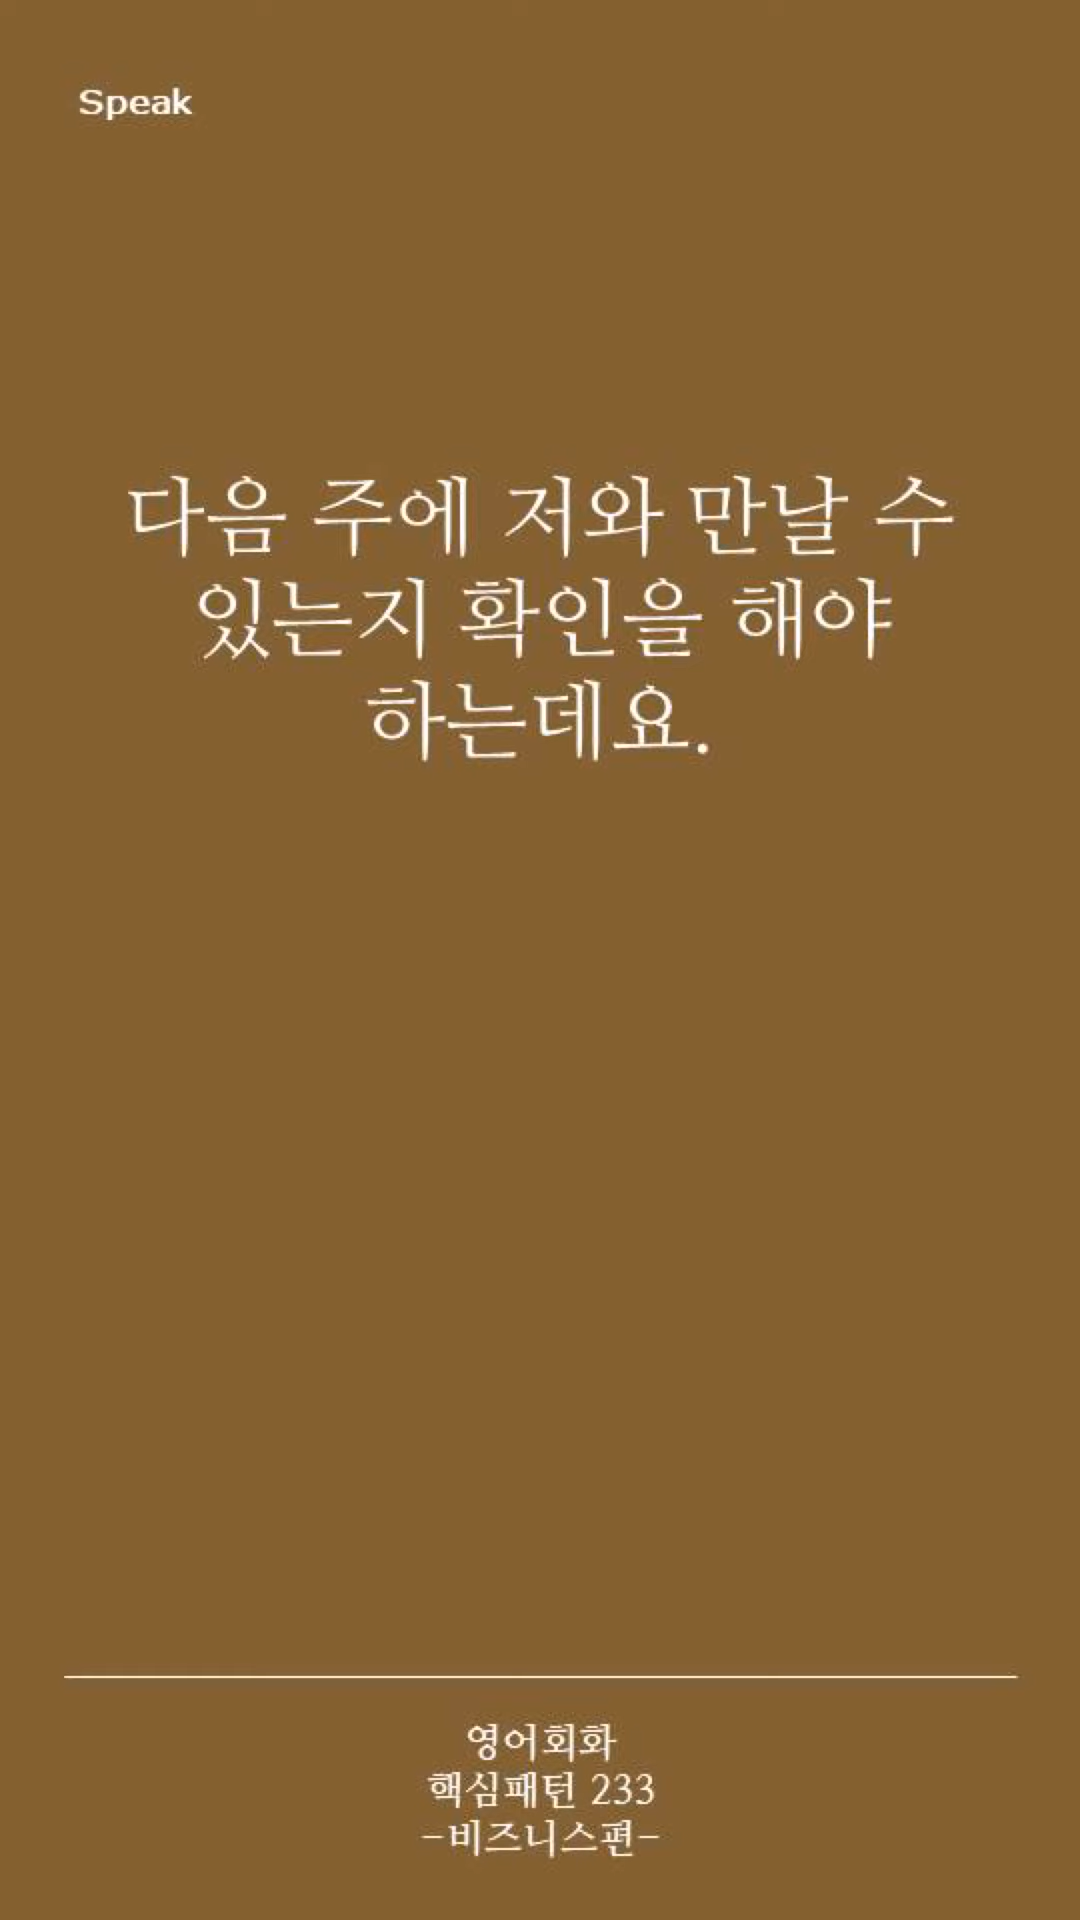 Speak
다음 주에 저와 만날 수
있는지 확인을 해야
하는데요.
영어회화
핵심패턴 233
-비즈니스편-